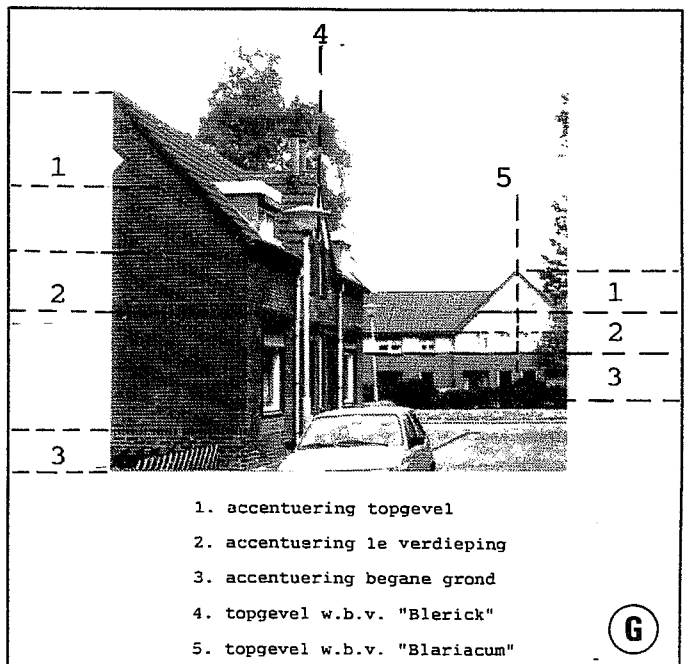 4
5
1
2
3
1
2
3
1. accentuering topgevel
2. accentuering 1e verdieping
3. accentuering begane grond
4. topgevel w.b.v. "Blerick"
5. topgevel w.b.v. "Blariacum"
G